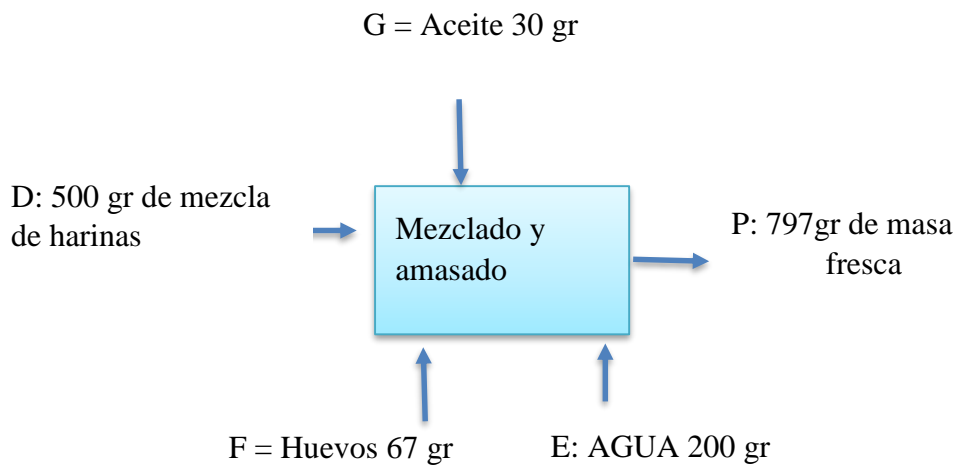 G = Aceite 30 gr
D: 500 gr de mezcla
de harinas
Mezclado y
amasado
P: 797gr de masa
fresca
F = Huevos 67 gr
E: AGUA 200 gr